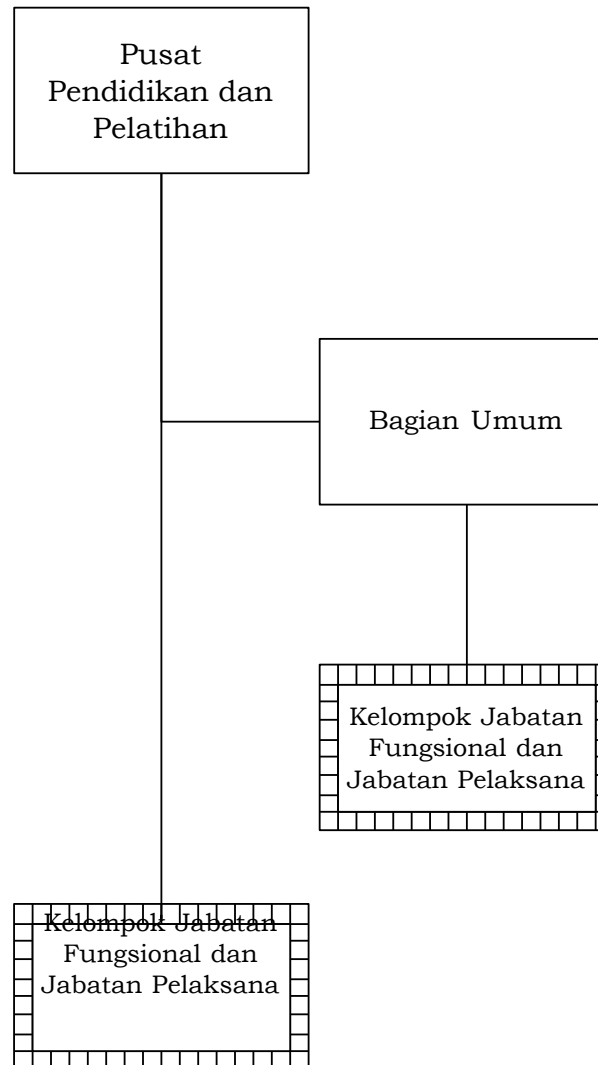 Pusat
Pendidikan dan
Pelatihan
Bagian Umum
Kelompok Jabatan
Fungsional dan
Jabatan Pelaksana
Kelompok Jabatan
Fungsional dan
Jabatan Pelaksana